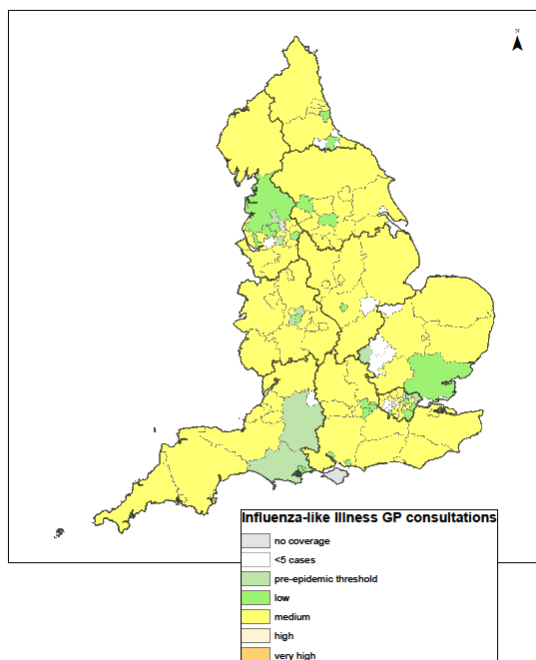 Influenza-like Illness GP consultations
no coverage
<5 cases
pre-epidemic threshold
low
medium
high
very high